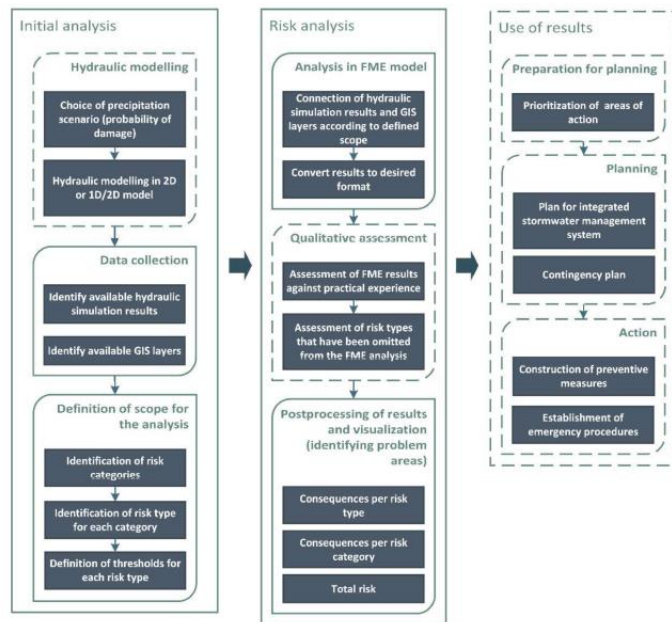 Initial analysis
Hydraulic modelling
Choice of precipitation
scenario (probability of
damage)
Hydraulic modelling in 2D
or 1D/2D model
Data collection
Identify available hydraulic
simulation results
Identify available GIS layers
Definition of scope for
the analysis
Identification of risk
categories
Identification of risk type
for each category
Definition of thresholds for
each risk type
Risk analysis
Analysis in FME model
Connection of hydraulic
simulation results and GIS
layers according to defined
scope
Convert results to desired
format
Qualitative assessment
Assessment of FME results
against practical experience
Assessment of risk types
that have been omitted
from the FME analysis
Postprocessing of results
and visualization
(identifying problem
areas)
Consequences per risk
type
Consequences per risk
category
Total risk
Use of results
Preparation for planning
Prioritization of areas of
action
Planning
Plan for integrated
stormwater management
system
Contingency plan
Action
Construction of preventive
measures
Establishment of
emergency procedures